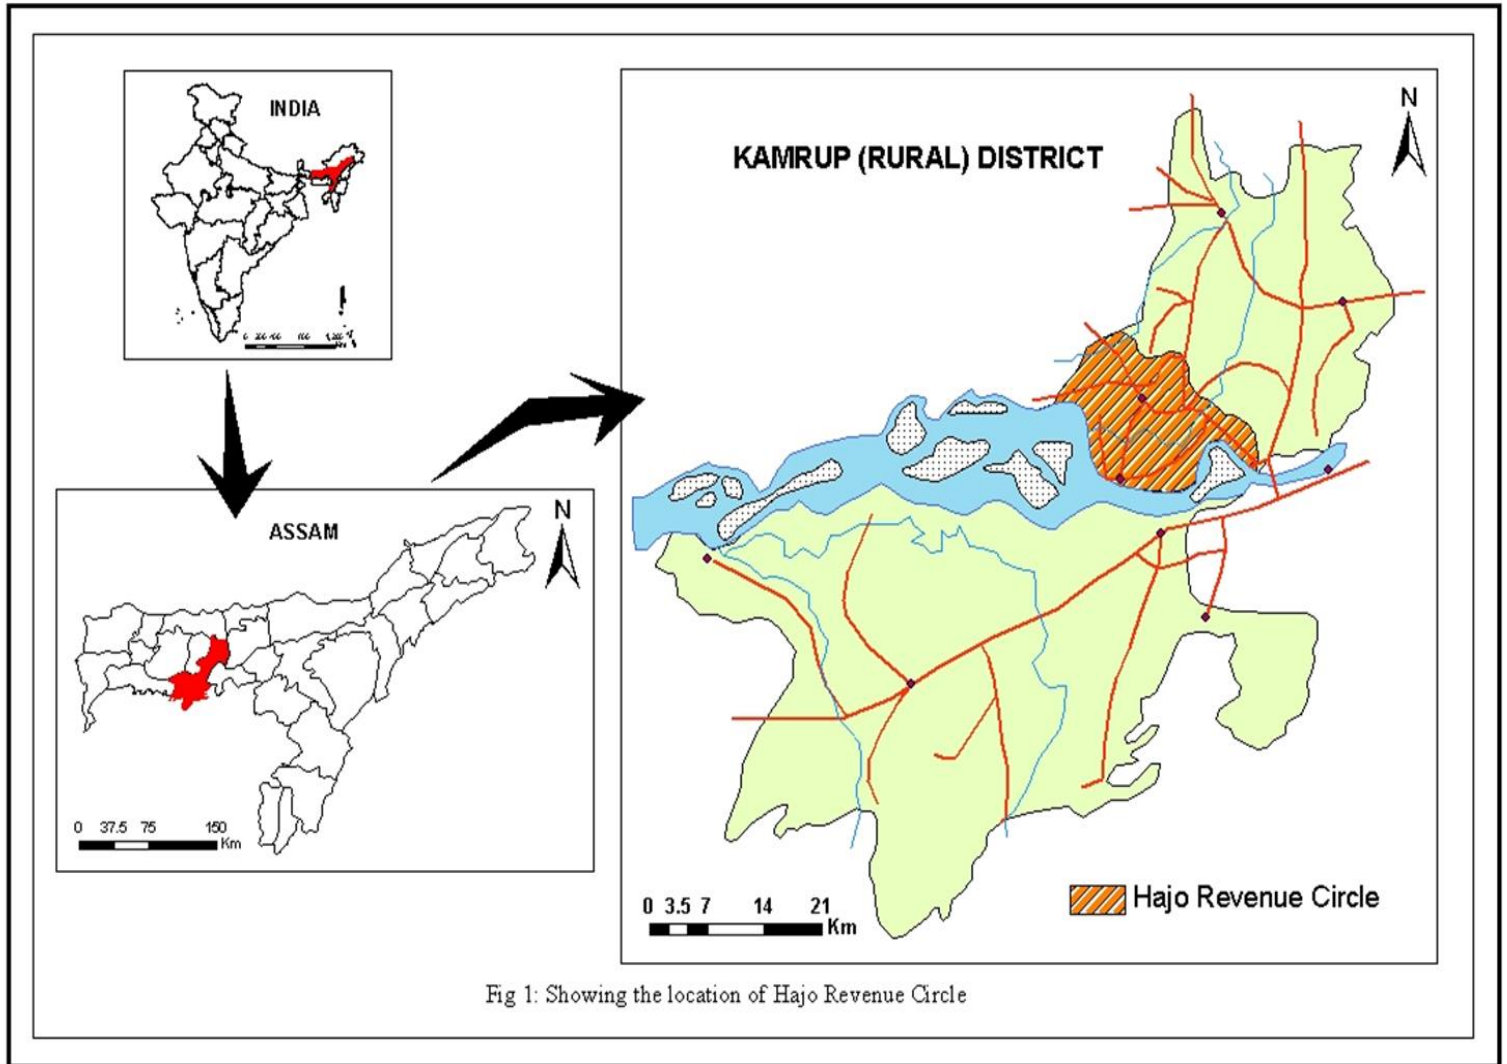 INDIA
KAMRUP (RURAL) DISTRICT
N
ASSAM
N
0 37.5 75 150
Km
Hajo Revenue Circle
0 3.5 7 14 21
Km
Fig 1: Showing the location of Hajo Revenue Circle